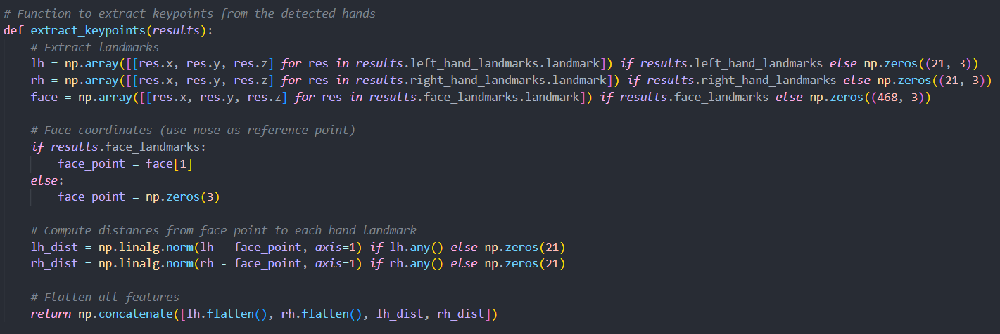 # Function to extract keypoints from the detected hands
def extract_keypoints(results):
    # Extract landmarks
    lh = np.array([[res.x, res.y, res.z] for res in results.left_hand_landmarks.landmark]) if results.left_hand_landmarks else np.zeros((21, 3))
    rh = np.array([[res.x, res.y, res.z] for res in results.right_hand_landmarks.landmark]) if results.right_hand_landmarks else np.zeros((21, 3))
    face = np.array([[res.x, res.y, res.z] for res in results.face_landmarks.landmark]) if results.face_landmarks else np.zeros((468, 3))

    # Face coordinates (use nose as reference point)
    if results.face_landmarks:
        face_point = face[1]
    else:
        face_point = np.zeros(3)

    # Compute distances from face point to each hand landmark
    lh_dist = np.linalg.norm(lh - face_point, axis=1) if lh.any() else np.zeros(21)
    rh_dist = np.linalg.norm(rh - face_point, axis=1) if rh.any() else np.zeros(21)

    # Flatten all features
    return np.concatenate([lh.flatten(), rh.flatten(), lh_dist, rh_dist])